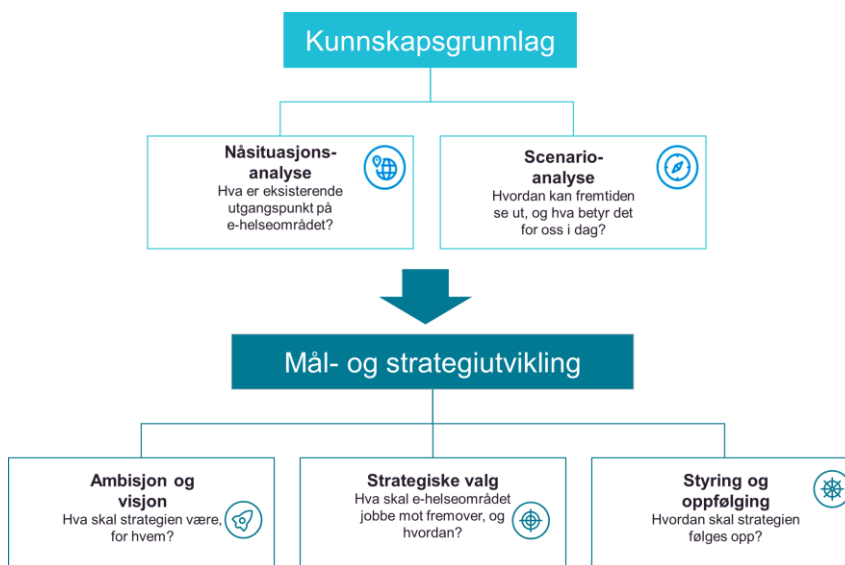 Kunnskapsgrunnlag
Nåsituasjons-
analyse
Hva er eksisterende
utgangspunkt på
e-helseområdet?
Scenario-
analyse
Hvordan kan fremtiden
se ut, og hva betyr det
for oss i dag?
Mål- og strategiutvikling
Ambisjon og
visjon
Hva skal strategien være,
for hvem?
Strategiske valg
Hva skal e-helseområdet
jobbe mot fremover, og
hvordan?
Styring og
oppfølging
Hvordan skal strategien
følges opp?